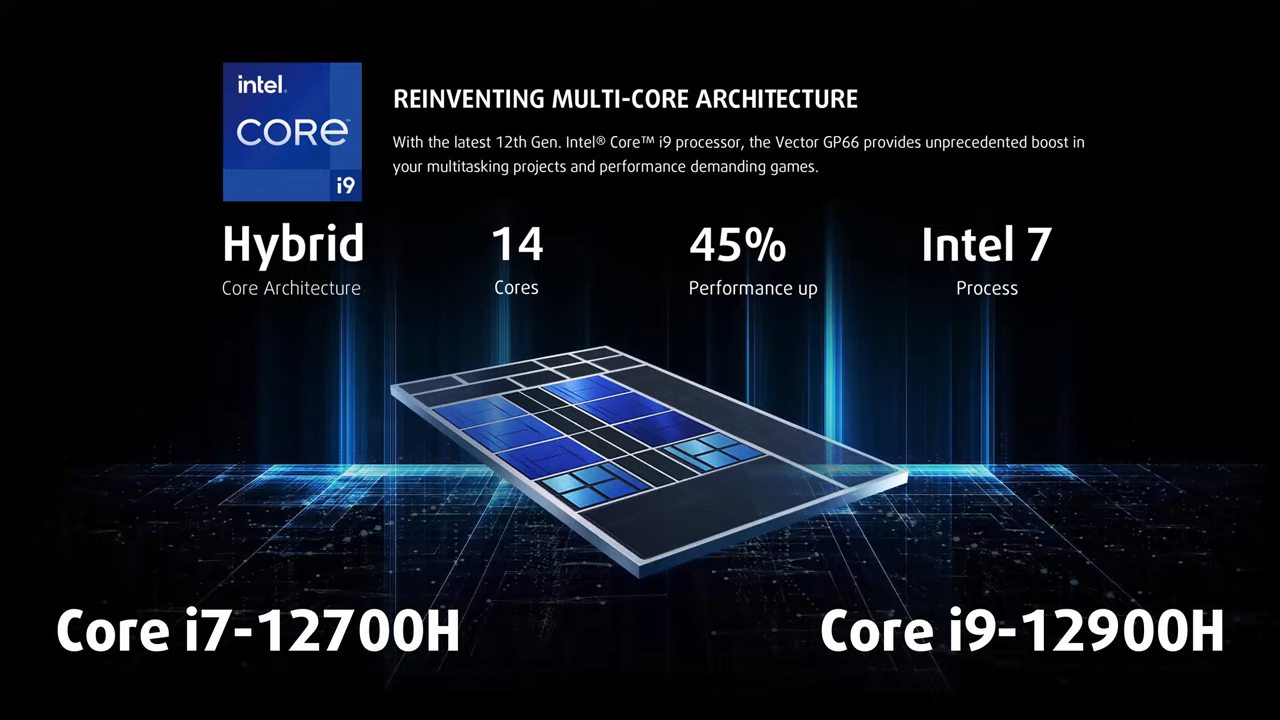 intel.
CORE™
i9
REINVENTING MULTI-CORE ARCHITECTURE
With the latest 12th Gen. Intel® Core™ i9 processor, the Vector GP66 provides unprecedented boost in
your multitasking projects and performance demanding games.
Hybrid
Core Architecture
14
Cores
45%
Performance up
Intel 7
Process
Core i7-12700H
Core i9-12900H